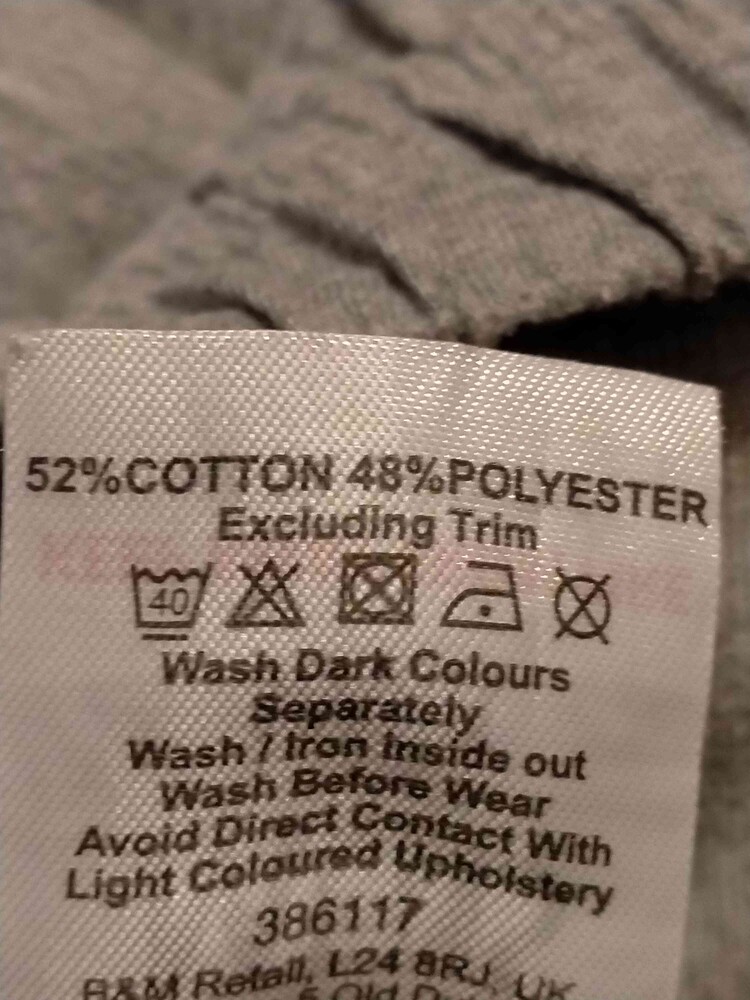 52%COTTON 48%POLYESTER
Excluding Trim
40
Wash Dark Colours
Separately
Wash / Iron Inside out
Wash Before Wear
Avoid Direct Contact With
Light Coloured Upholstery
386117
B&M Retail, L24 8RJ, UK
Old